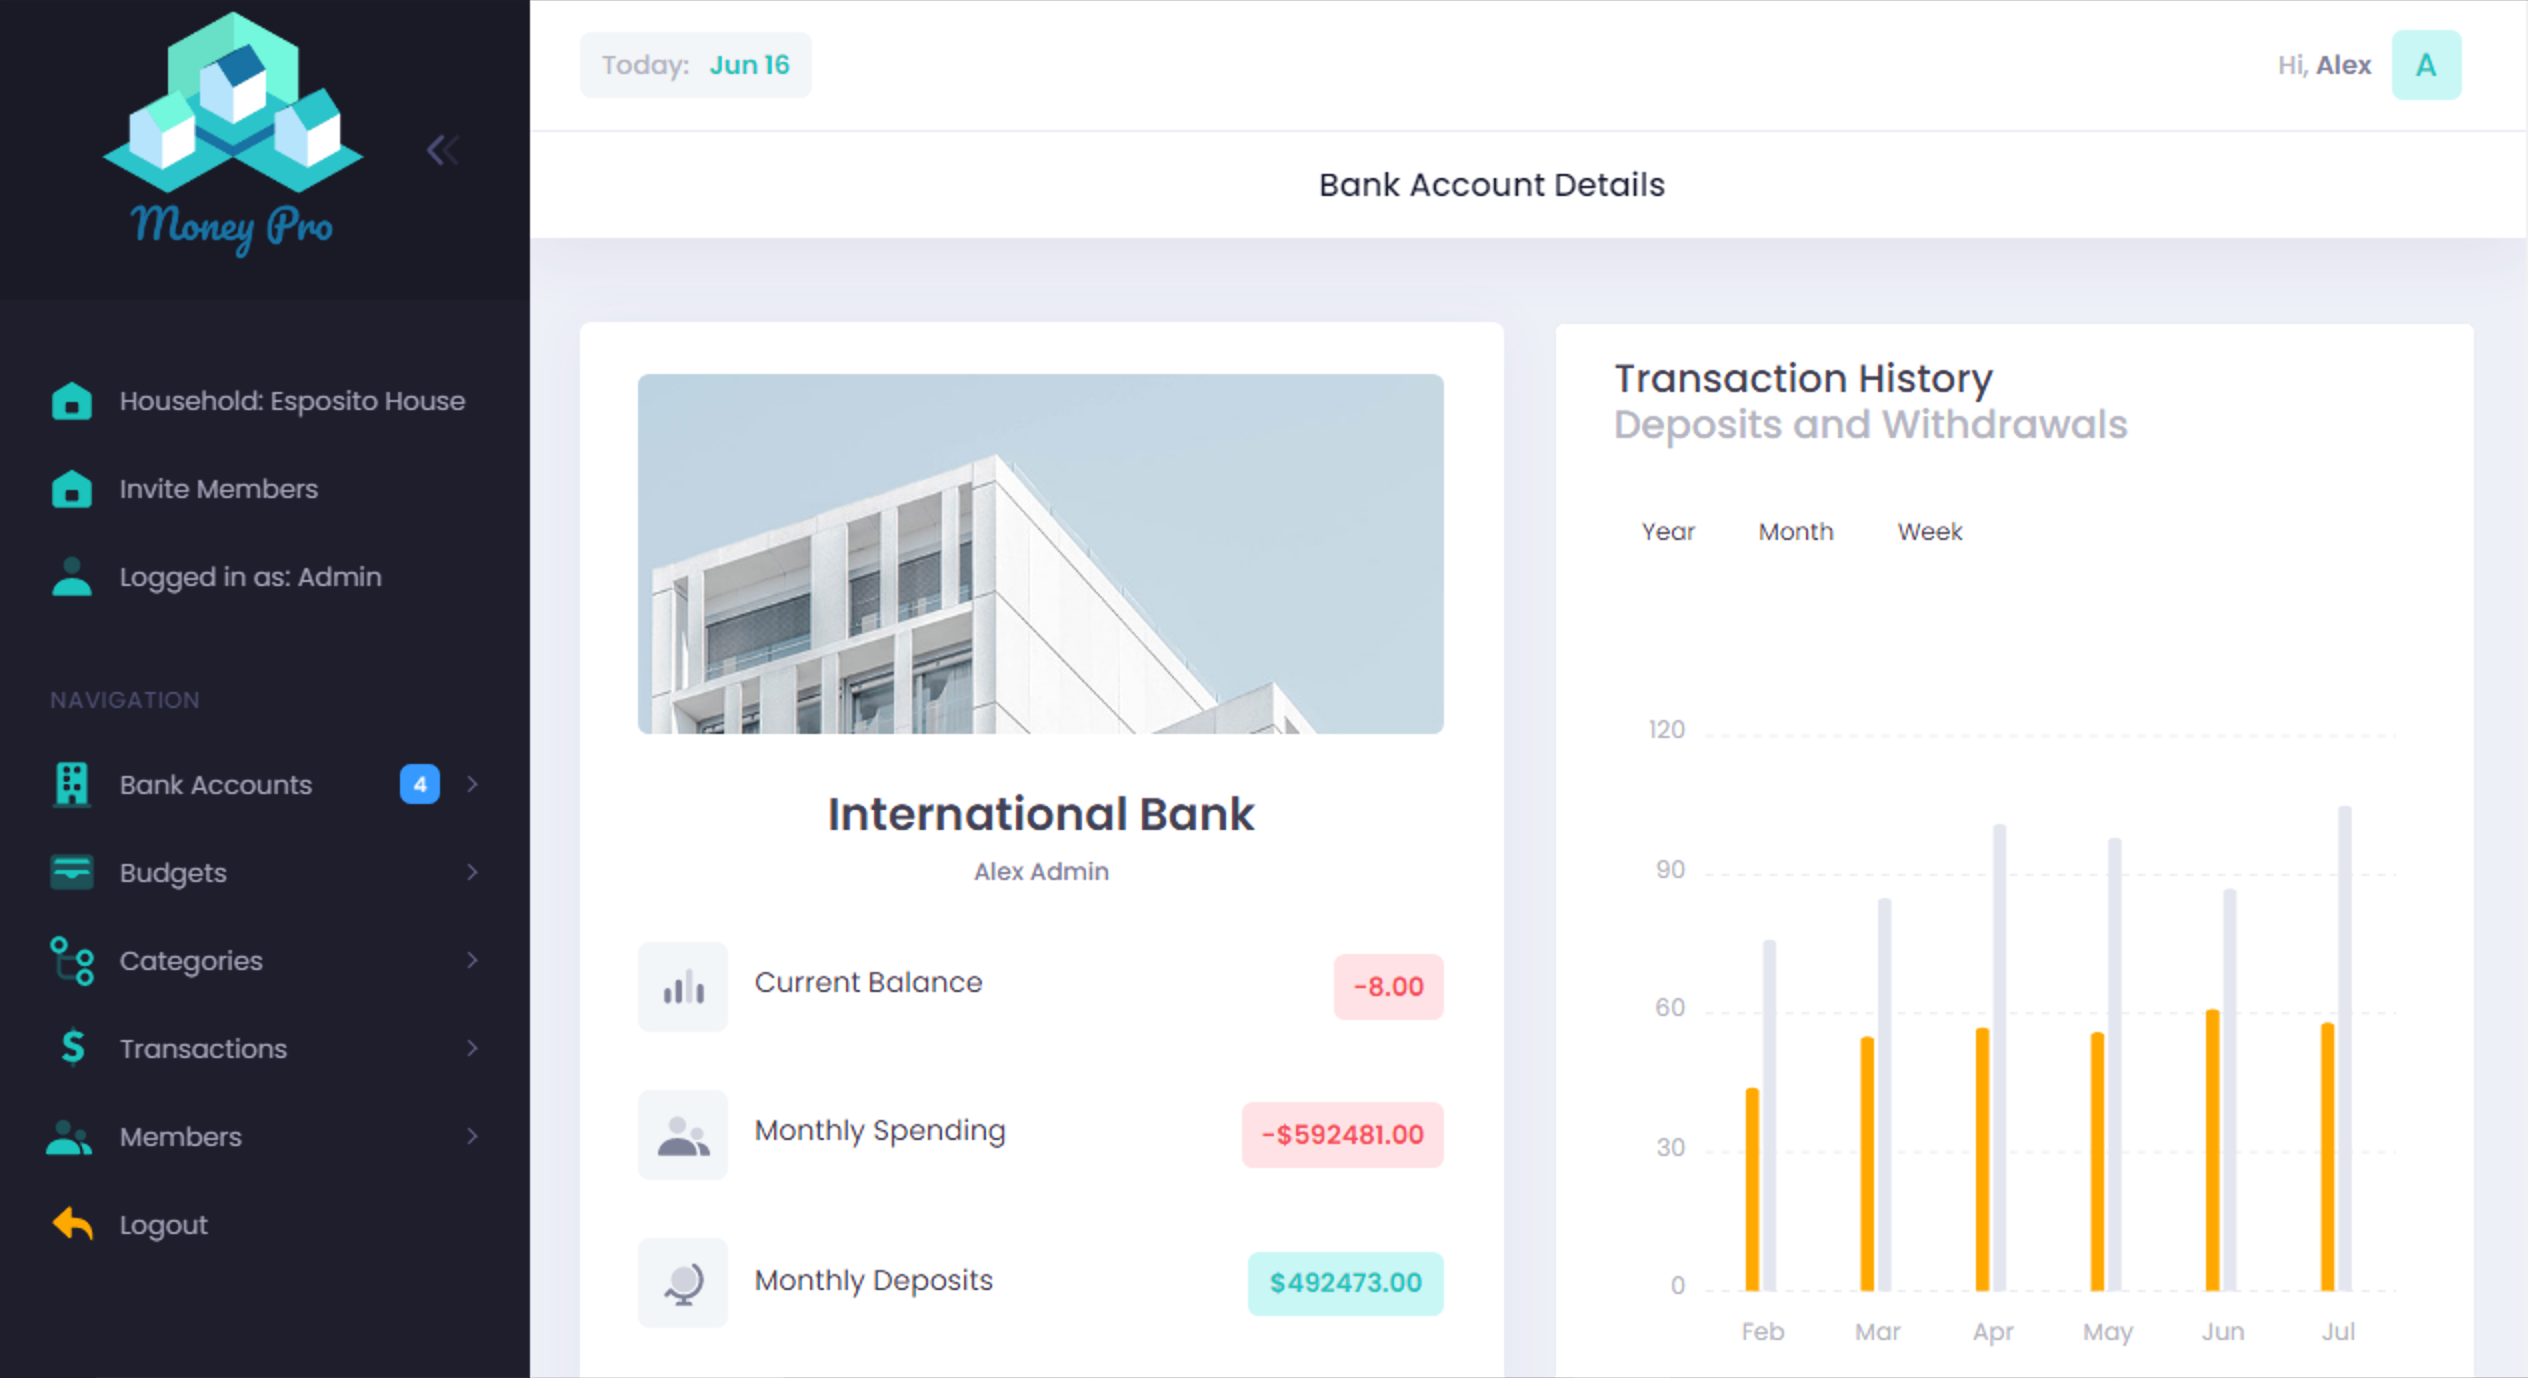 Money Pro
Household: Esposito House
Invite Members
Logged in as: Admin
NAVIGATION
Bank Accounts 4
Budgets
Categories
Transactions
Members
Logout
Today: Jun 16
Hi, Alex A
Bank Account Details
International Bank
Alex Admin
Current Balance -8.00
Monthly Spending -$592481.00
Monthly Deposits $492473.00
Transaction History
Deposits and Withdrawals
Year Month Week
120
90
60
30
0
Feb Mar Apr May Jun Jul